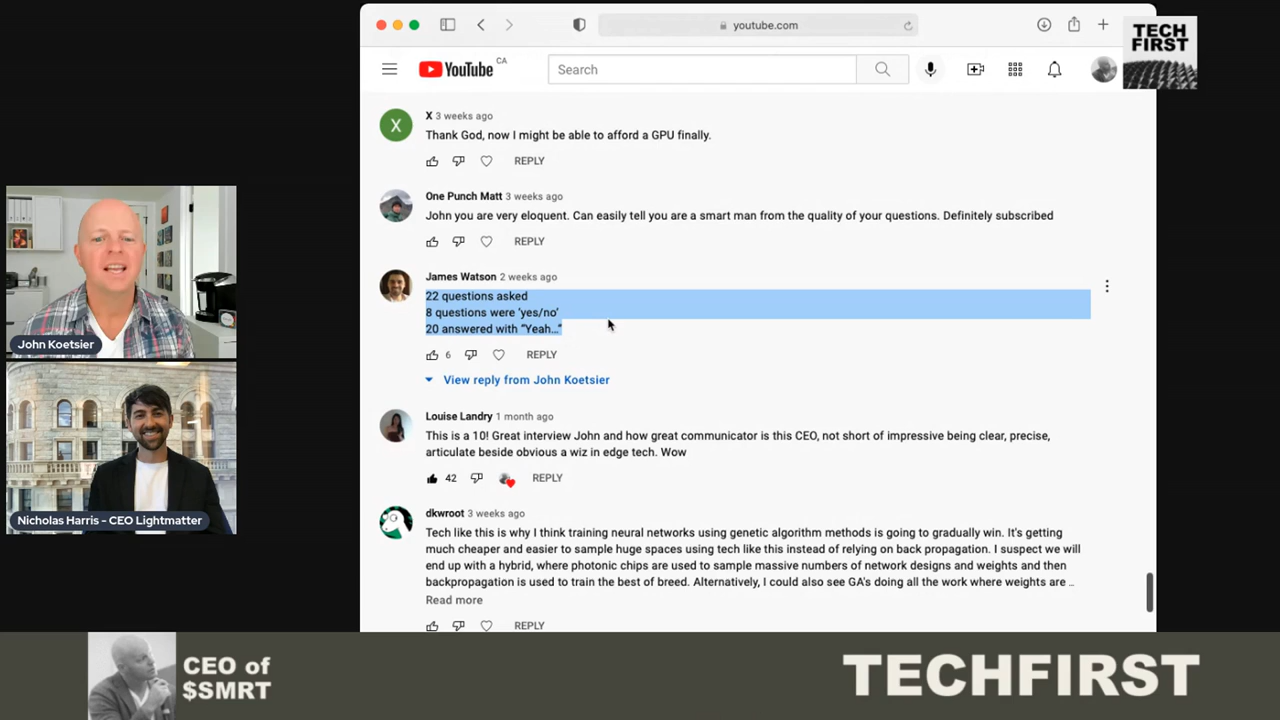 youtube.com
TECH
FIRST
YouTube CA
Search
X 3 weeks ago
X
Thank God, now I might be able to afford a GPU finally.
REPLY
One Punch Matt 3 weeks ago
John you are very eloquent. Can easily tell you are a smart man from the quality of your questions. Definitely subscribed
REPLY
James Watson 2 weeks ago
22 questions asked
8 questions were ‘yes/no’
20 answered with “Yeah...”
6 REPLY
View reply from John Koetsier
Louise Landry 1 month ago
This is a 10! Great interview John and how great communicator is this CEO, not short of impressive being clear, precise,
articulate beside obvious a wiz in edge tech. Wow
42 REPLY
dkwroot 3 weeks ago
Tech like this is why I think training neural networks using genetic algorithm methods is going to gradually win. It's getting
much cheaper and easier to sample huge spaces using tech like this instead of relying on back propagation. I suspect we will
end up with a hybrid, where photonic chips are used to sample massive numbers of network designs and weights and then
backpropagation is used to train the best of breed. Alternatively, I could also see GA's doing all the work where weights are ...
Read more
REPLY
John Koetsier
Nicholas Harris - CEO Lightmatter
CEO of
$SMRT
TECHFIRST